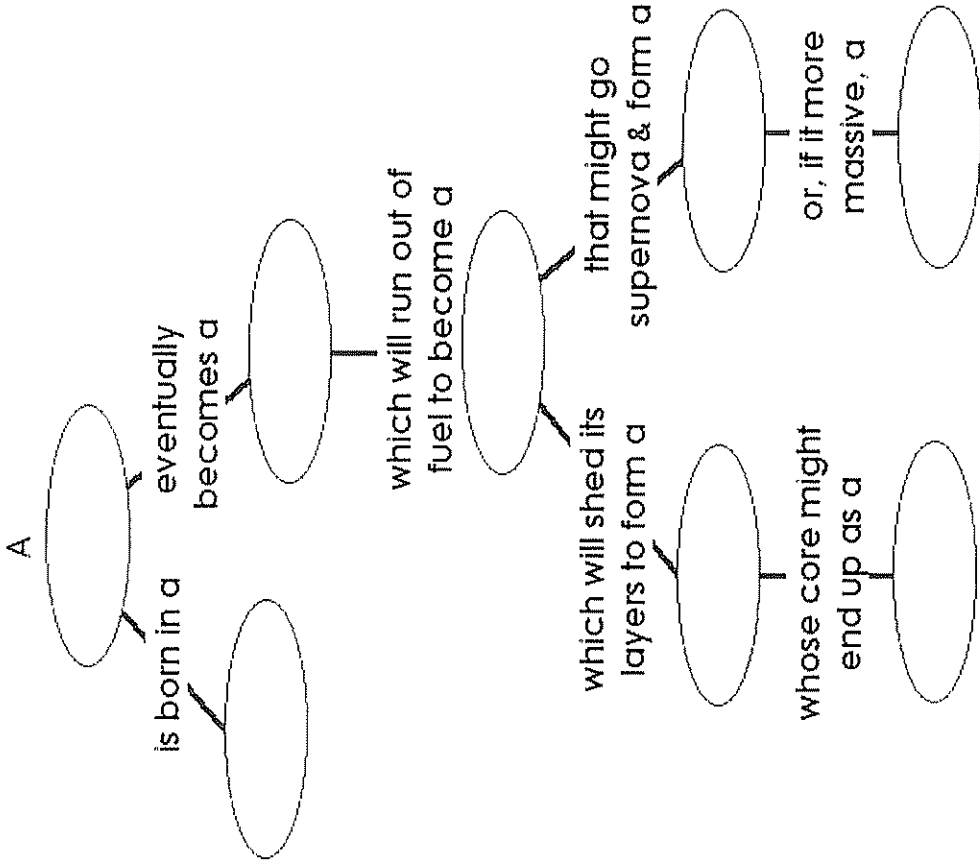 A
is born in a
eventually
becomes a
which will run out of
fuel to become a
which will shed its
layers to form a
that might go
supernova & form a
whose core might
end up as a
or, if it more
massive, a